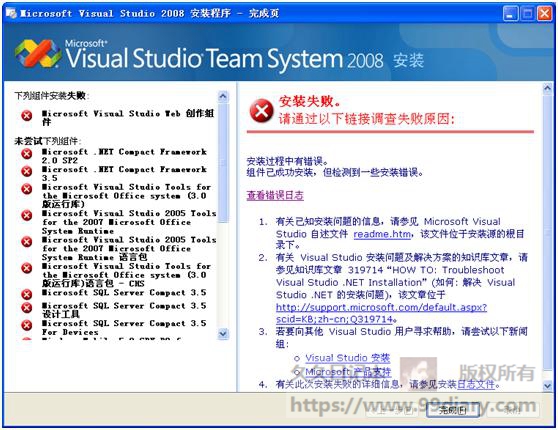 Microsoft Visual Studio 2008 安装程序 - 完成页
Microsoft®
Visual Studio Team System 2008 安装
下列组件安装失败:
Microsoft Visual Studio Web 创作组
件
未尝试下列组件:
Microsoft .NET Compact Framework
2.0 SP2
Microsoft .NET Compact Framework
3.5
Microsoft Visual Studio Tools for
the Microsoft Office system (3.0
版运行库)
Microsoft Visual Studio 2005 Tools
for the 2007 Microsoft Office
System Runtime
Microsoft Visual Studio 2005 Tools
for the 2007 Microsoft Office
System Runtime 语言包
Microsoft Visual Studio Tools for
the Microsoft Office system (3.0
版运行库)语言包 - CHS
Microsoft SQL Server Compact 3.5
Microsoft SQL Server Compact 3.5
设计工具
Microsoft SQL Server Compact 3.5
For Devices
安装失败。
请通过以下链接调查失败原因:
安装过程中有错误。
组件已成功安装，但检测到一些安装错误。
查看错误日志
1. 有关已知安装问题的信息，请参见 Microsoft Visual
Studio 自述文件 readme.htm，该文件位于安装源的根目
录下。
2. 有关 Visual Studio 安装问题及解决方案的知识库文章，请
参见知识库文章 319714 “HOW TO: Troubleshoot
Visual Studio .NET Installation”(如何: 解决 Visual
Studio .NET 的安装问题)，该文章位于
http://support.microsoft.com/default.aspx?
scid=KB;zh-cn;Q319714。
3. 若要向其他 Visual Studio 用户寻求帮助，请尝试以下新闻
组:
Visual Studio 安装
Microsoft 产品支持
4. 有关此次安装失败的详细信息，请参见安装日志文件。
版权所有
完成(F)
https://www.99diary.com